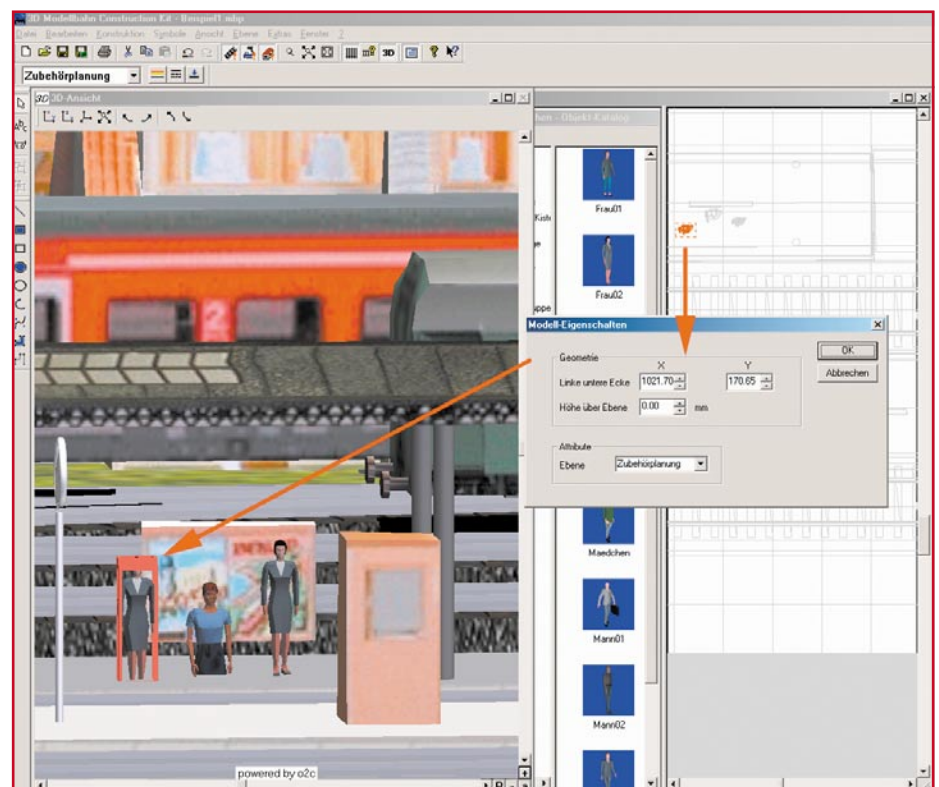 3D Modellbahn Construction Kit - Beispiel1.mbp
Datei Bearbeiten Konstruktion Symbole Ansicht Ebene Extras Fenster ?
3D
Zubehörplanung
3D-Ansicht
- Objekt-Katalog
Frau01
Frau02
Modell-Eigenschaften
Geometrie
X Y
Linke untere Ecke 1021.70 170.65
Höhe über Ebene 0.00 mm
OK
Abbrechen
Attribute
Ebene Zubehörplanung
2
Maedchen
Mann01
Mann02
powered by o2c